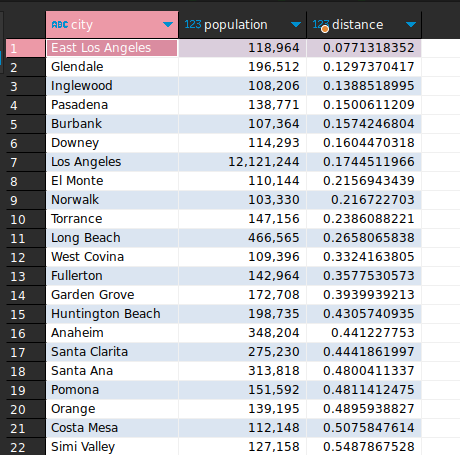 ABC city 123 population 123 distance
1 East Los Angeles 118,964 0.0771318352
2 Glendale 196,512 0.1297370417
3 Inglewood 108,206 0.1388518995
4 Pasadena 138,771 0.1500611209
5 Burbank 107,364 0.1574246804
6 Downey 114,293 0.1604470318
7 Los Angeles 12,121,244 0.1744511966
8 El Monte 110,144 0.2156943439
9 Norwalk 103,330 0.216722703
10 Torrance 147,156 0.2386088221
11 Long Beach 466,565 0.2658065838
12 West Covina 109,396 0.3324163805
13 Fullerton 142,964 0.3577530573
14 Garden Grove 172,708 0.3939939213
15 Huntington Beach 198,735 0.4305740935
16 Anaheim 348,204 0.441227753
17 Santa Clarita 275,230 0.4441861997
18 Santa Ana 313,818 0.4800411337
19 Pomona 151,592 0.4811412475
20 Orange 139,195 0.4895938827
21 Costa Mesa 112,148 0.5075847614
22 Simi Valley 127,158 0.5487867528